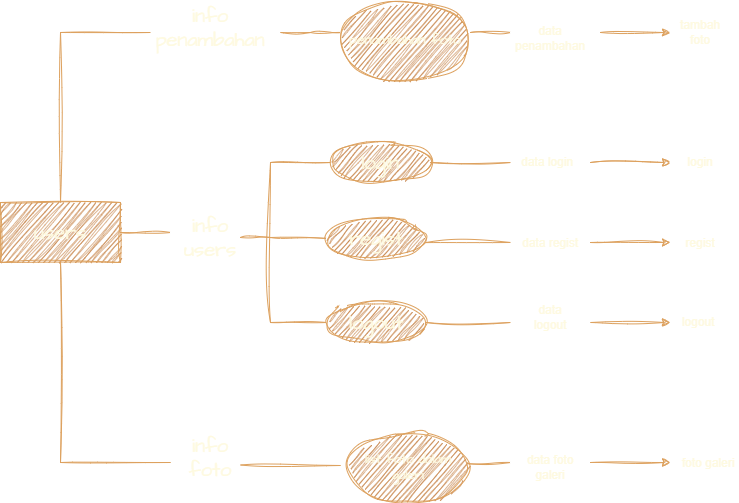 info
penambahan
data
penambahan
tambah
foto
login
data login
login
users
info
users
regist
data regist
regist
logout
data
logout
logout
info
foto
data foto
galeri
foto galeri